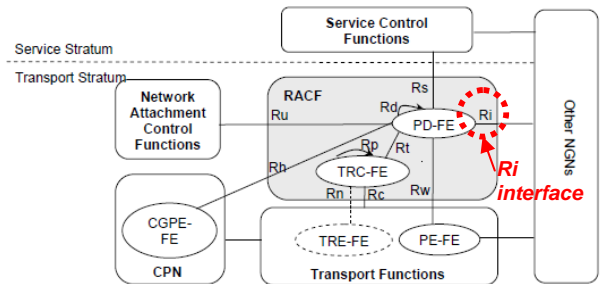 Service Control
Functions
Service Stratum
Transport Stratum
Network
Attachment
Control
Functions
RACF
Rs
Rd
Ri
Ru
PD-FE
Rp
Rt
Rh
TRC-FE
Ri
interface
Rn
Rc
Rw
CGPE-
FE
TRE-FE
PE-FE
CPN
Transport Functions
Other NGNs